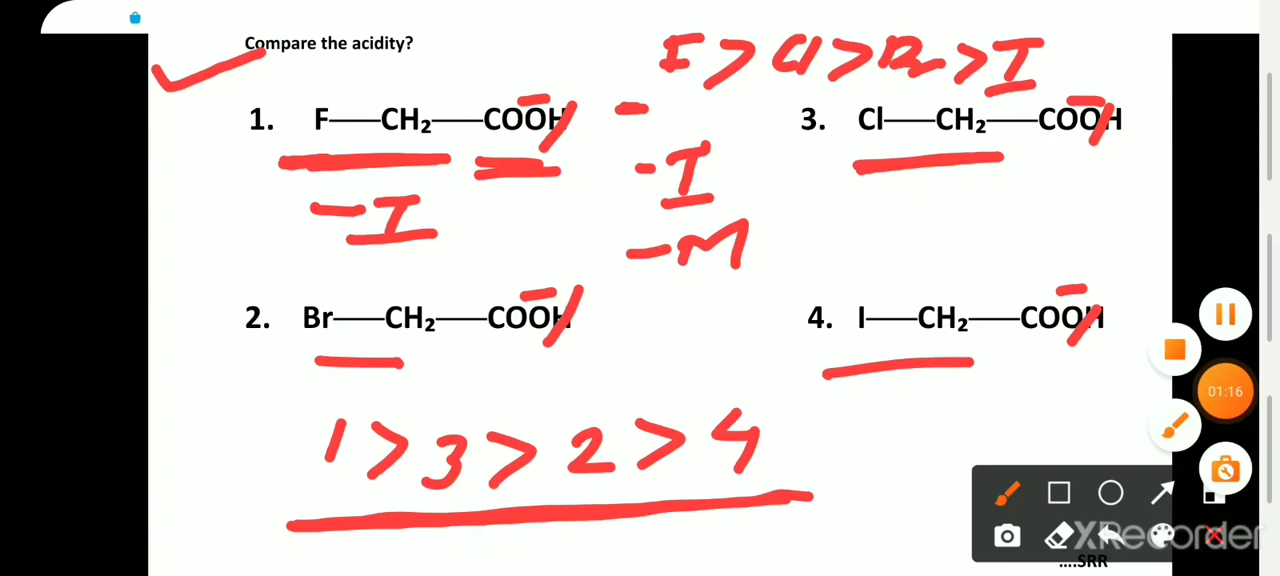 Compare the acidity?
F > Cl > Br > I
1. F—CH₂—COOH
3. Cl—CH₂—COOH
-I
-I
-M
2. Br—CH₂—COOH
4. I—CH₂—COOH
1 > 3 > 2 > 4
01:16
XRecorder
....SRR